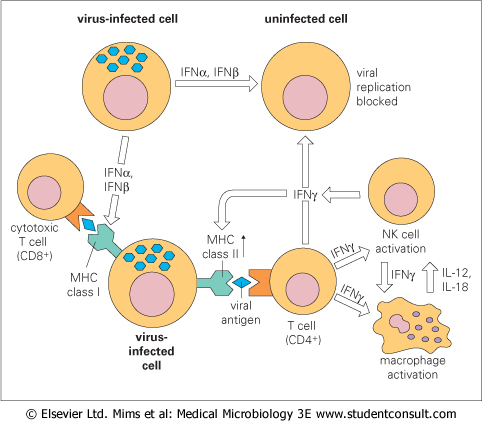 virus-infected cell
uninfected cell
IFNα, IFNβ
viral
replication
blocked
IFNα,
IFNβ
IFNγ
cytotoxic
T cell
(CD8+)
MHC
class II
NK cell
activation
IFNγ
IFNγ
IL-12,
IL-18
MHC
class I
viral
antigen
IFNγ
T cell
(CD4+)
virus-
infected
cell
macrophage
activation
© Elsevier Ltd. Mims et al: Medical Microbiology 3E www.studentconsult.com